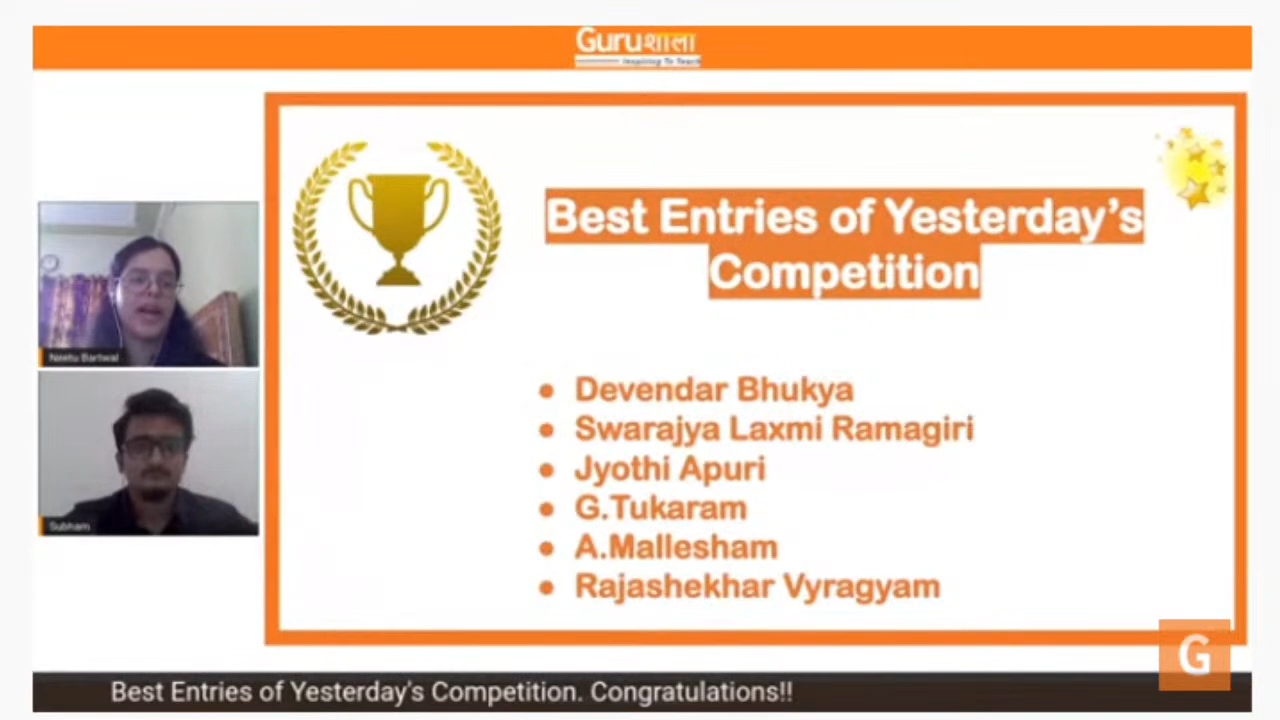 Guruशाला
Inspiring To Teach
Best Entries of Yesterday's
Competition
Neetu Bartwal
Subham
• Devendar Bhukya
• Swarajya Laxmi Ramagiri
• Jyothi Apuri
• G.Tukaram
• A.Mallesham
• Rajashekhar Vyragyam
G
Best Entries of Yesterday's Competition. Congratulations!!